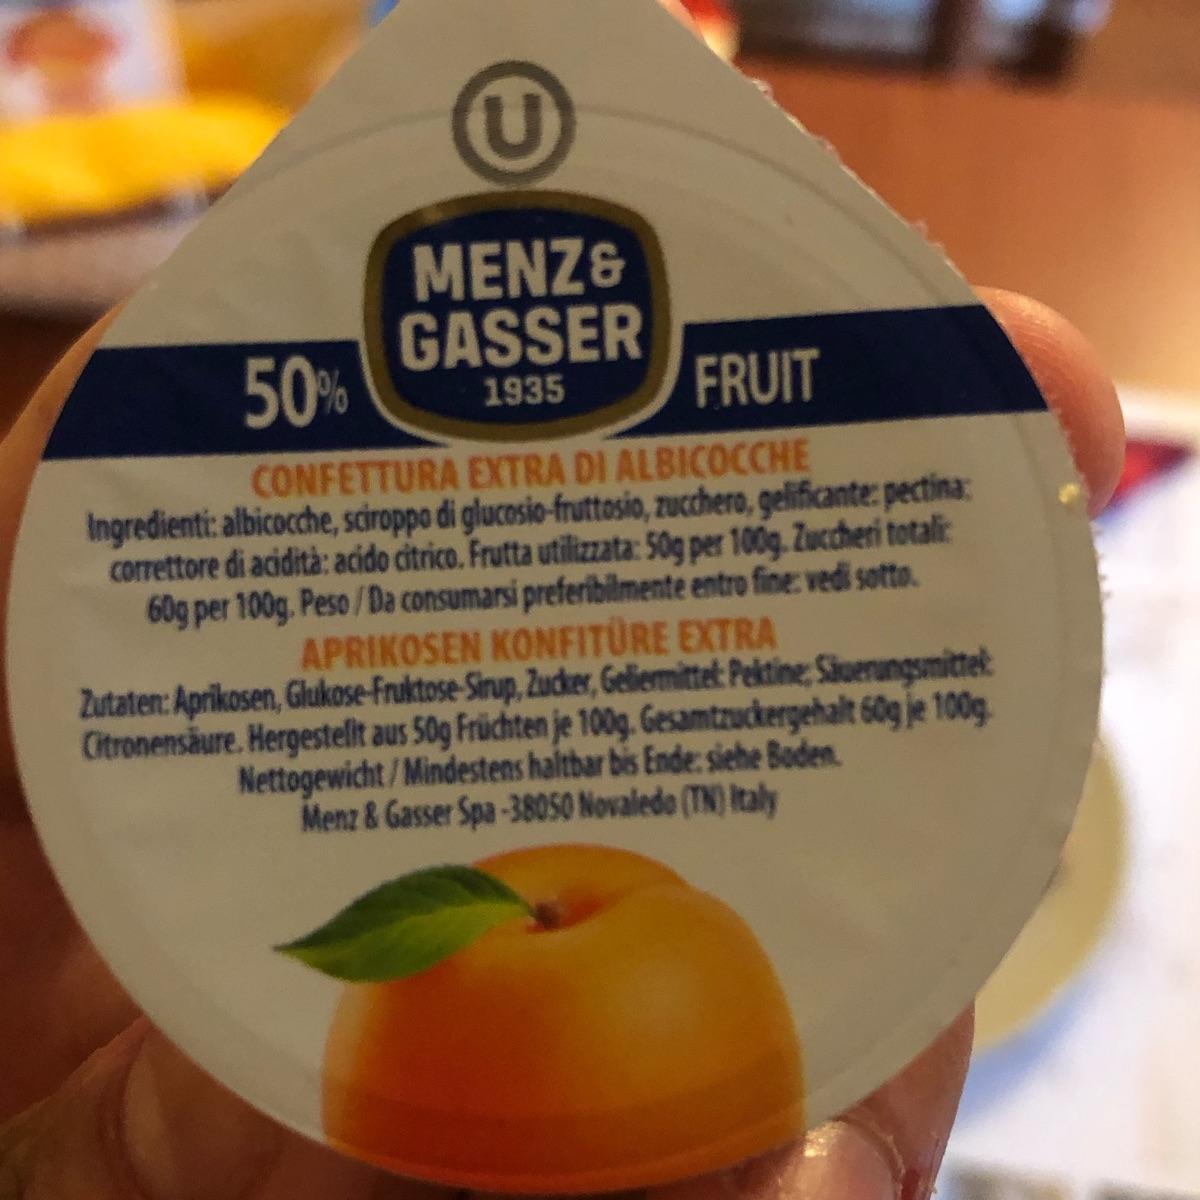 U
MENZ &
GASSER
1935
50% FRUIT
CONFETTURA EXTRA DI ALBICOCCHE
Ingredienti: albicocche, sciroppo di glucosio-fruttosio, zucchero, gelificante: pectina;
correttore di acidità: acido citrico. Frutta utilizzata: 50g per 100g. Zuccheri totali:
60g per 100g. Peso / Da consumarsi preferibilmente entro fine: vedi sotto.
APRIKOSEN KONFITÜRE EXTRA
Zutaten: Aprikosen, Glukose-Fruktose-Sirup, Zucker, Geliermittel: Pektine; Säuerungsmittel:
Citronensäure. Hergestellt aus 50g Früchten je 100g. Gesamtzuckergehalt 60g je 100g.
Nettogewicht / Mindestens haltbar bis Ende: siehe Boden.
Menz & Gasser Spa -38050 Novaledo (TN) Italy